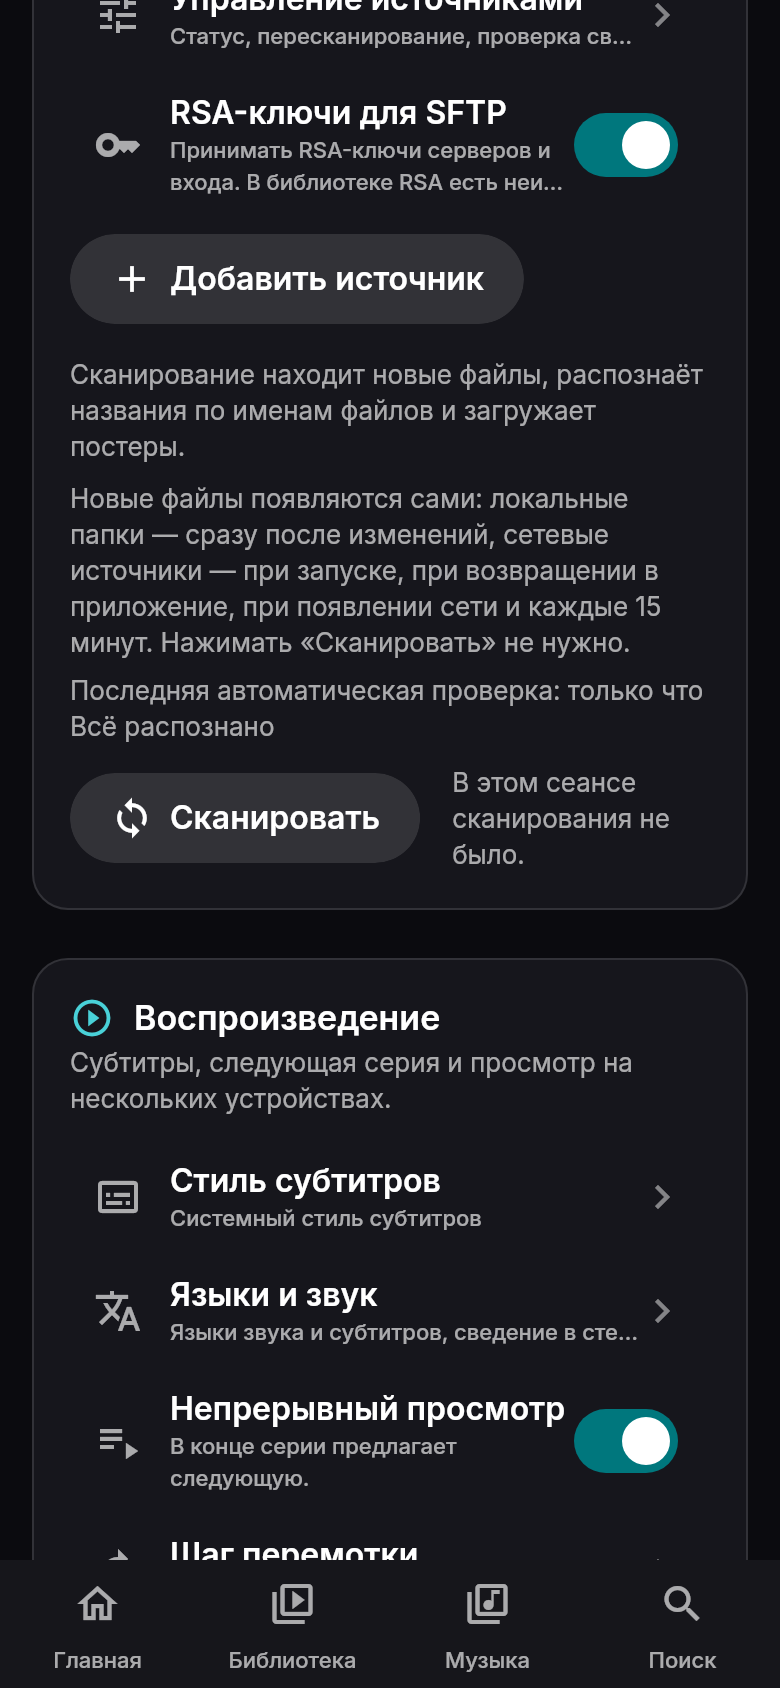 Управление источниками
Статус, пересканирование, проверка св...
RSA-ключи для SFTP
Принимать RSA-ключи серверов и
входа. В библиотеке RSA есть неи...
Добавить источник
Сканирование находит новые файлы, распознаёт
названия по именам файлов и загружает
постеры.
Новые файлы появляются сами: локальные
папки — сразу после изменений, сетевые
источники — при запуске, при возвращении в
приложение, при появлении сети и каждые 15
минут. Нажимать «Сканировать» не нужно.
Последняя автоматическая проверка: только что
Всё распознано
Сканировать
В этом сеансе
сканирования не
было.
Воспроизведение
Субтитры, следующая серия и просмотр на
нескольких устройствах.
Стиль субтитров
Системный стиль субтитров
Языки и звук
Языки звука и субтитров, сведение в сте...
Непрерывный просмотр
В конце серии предлагает
следующую.
Шаг перемотки
Главная
Библиотека
Музыка
Поиск